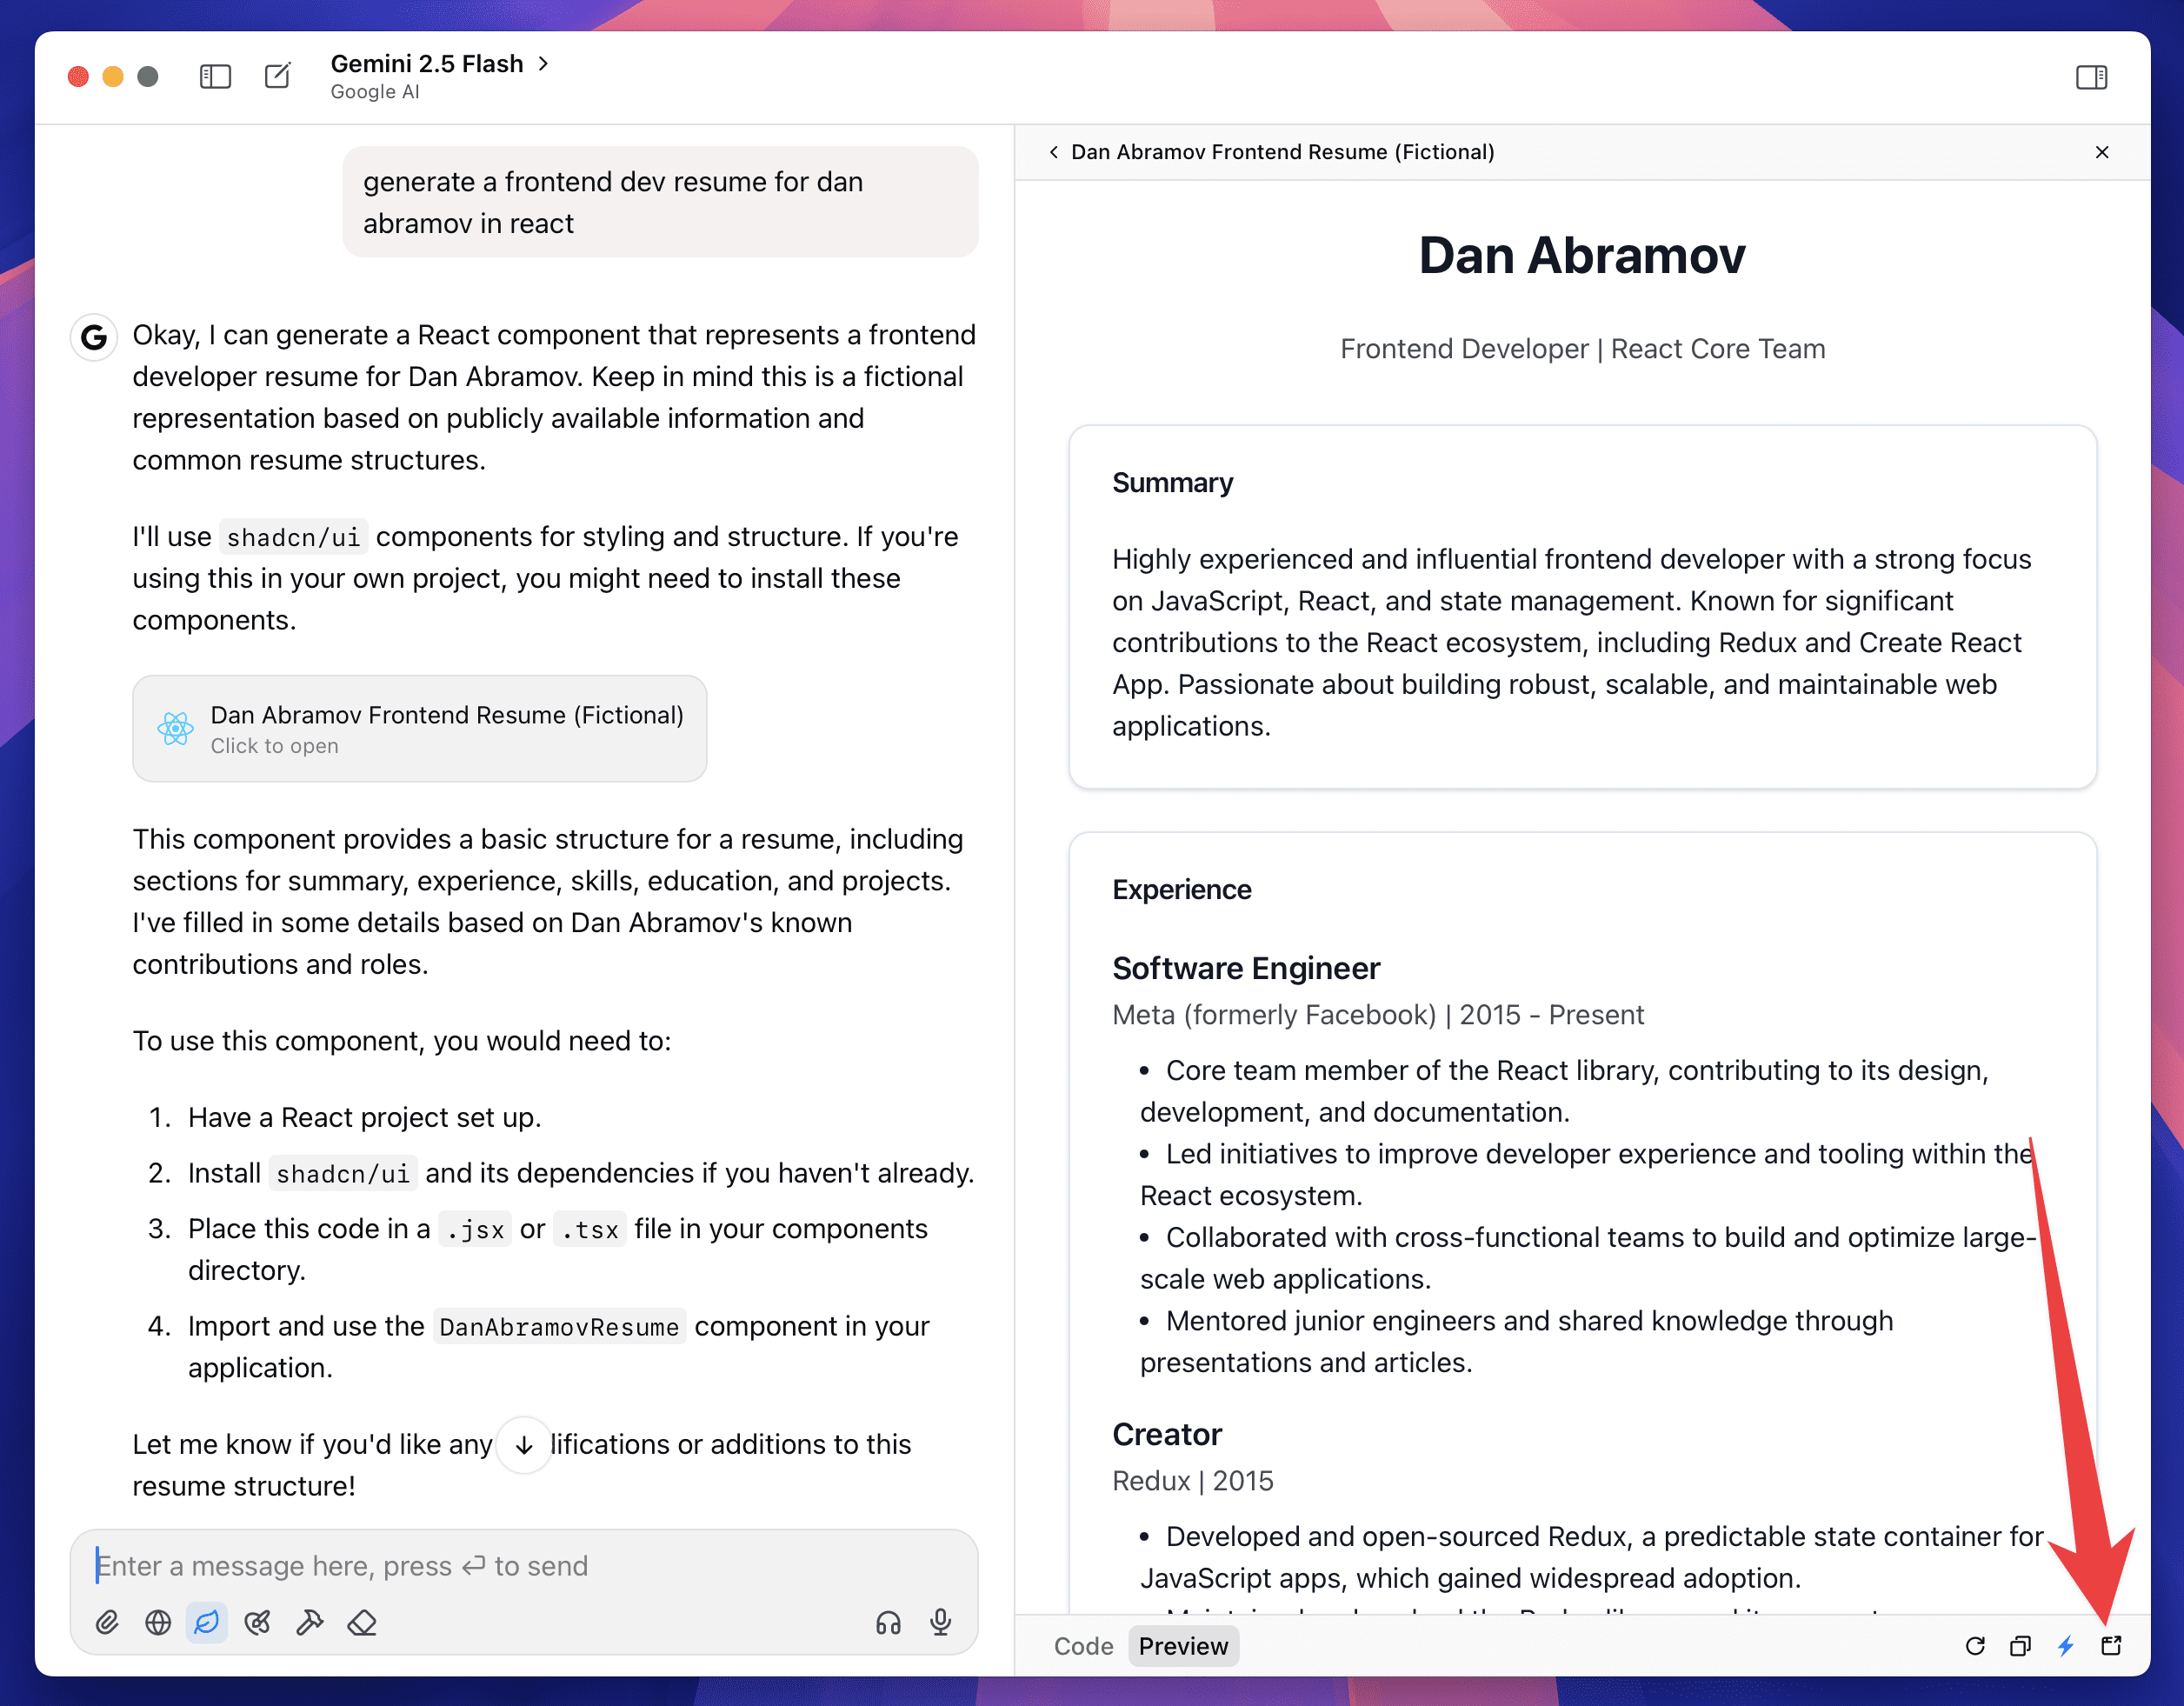 Gemini 2.5 Flash
Google AI
generate a frontend dev resume for dan
abramov in react
G
Okay, I can generate a React component that represents a frontend
developer resume for Dan Abramov. Keep in mind this is a fictional
representation based on publicly available information and
common resume structures.
I'll use shadcn/ui components for styling and structure. If you're
using this in your own project, you might need to install these
components.
Dan Abramov Frontend Resume (Fictional)
Click to open
This component provides a basic structure for a resume, including
sections for summary, experience, skills, education, and projects.
I've filled in some details based on Dan Abramov's known
contributions and roles.
To use this component, you would need to:
1. Have a React project set up.
2. Install shadcn/ui and its dependencies if you haven't already.
3. Place this code in a .jsx or .tsx file in your components
directory.
4. Import and use the DanAbramovResume component in your
application.
Let me know if you'd like any lifications or additions to this
resume structure!
Enter a message here, press ⏎ to send
Dan Abramov Frontend Resume (Fictional)
Dan Abramov
Frontend Developer | React Core Team
Summary
Highly experienced and influential frontend developer with a strong focus
on JavaScript, React, and state management. Known for significant
contributions to the React ecosystem, including Redux and Create React
App. Passionate about building robust, scalable, and maintainable web
applications.
Experience
Software Engineer
Meta (formerly Facebook) | 2015 - Present
• Core team member of the React library, contributing to its design,
development, and documentation.
• Led initiatives to improve developer experience and tooling within the
React ecosystem.
• Collaborated with cross-functional teams to build and optimize large-
scale web applications.
• Mentored junior engineers and shared knowledge through
presentations and articles.
Creator
Redux | 2015
• Developed and open-sourced Redux, a predictable state container for
JavaScript apps, which gained widespread adoption.
Code
Preview